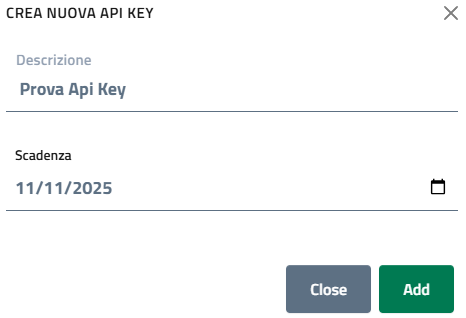 CREA NUOVA API KEY
Descrizione
Prova Api Key
Scadenza
11/11/2025
Close Add